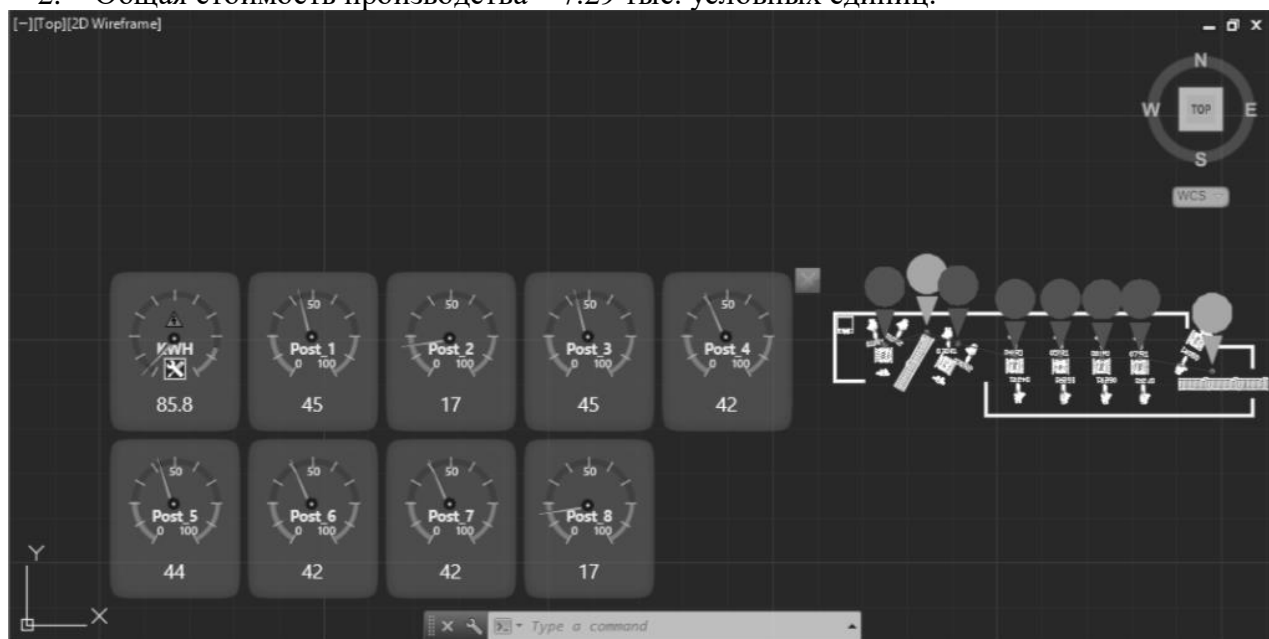 2. Общая стоимость производства – 7.29 тыс. условных единиц.
[−][Top][2D Wireframe]
N
W TOP E
S
WCS
KWH
85.8
50
Post_1
0 100
45
50
Post_2
0 100
17
50
Post_3
0 100
45
50
Post_4
0 100
42
50
Post_5
0 100
44
50
Post_6
0 100
42
50
Post_7
0 100
42
50
Post_8
0 100
17
Y
X
Type a command